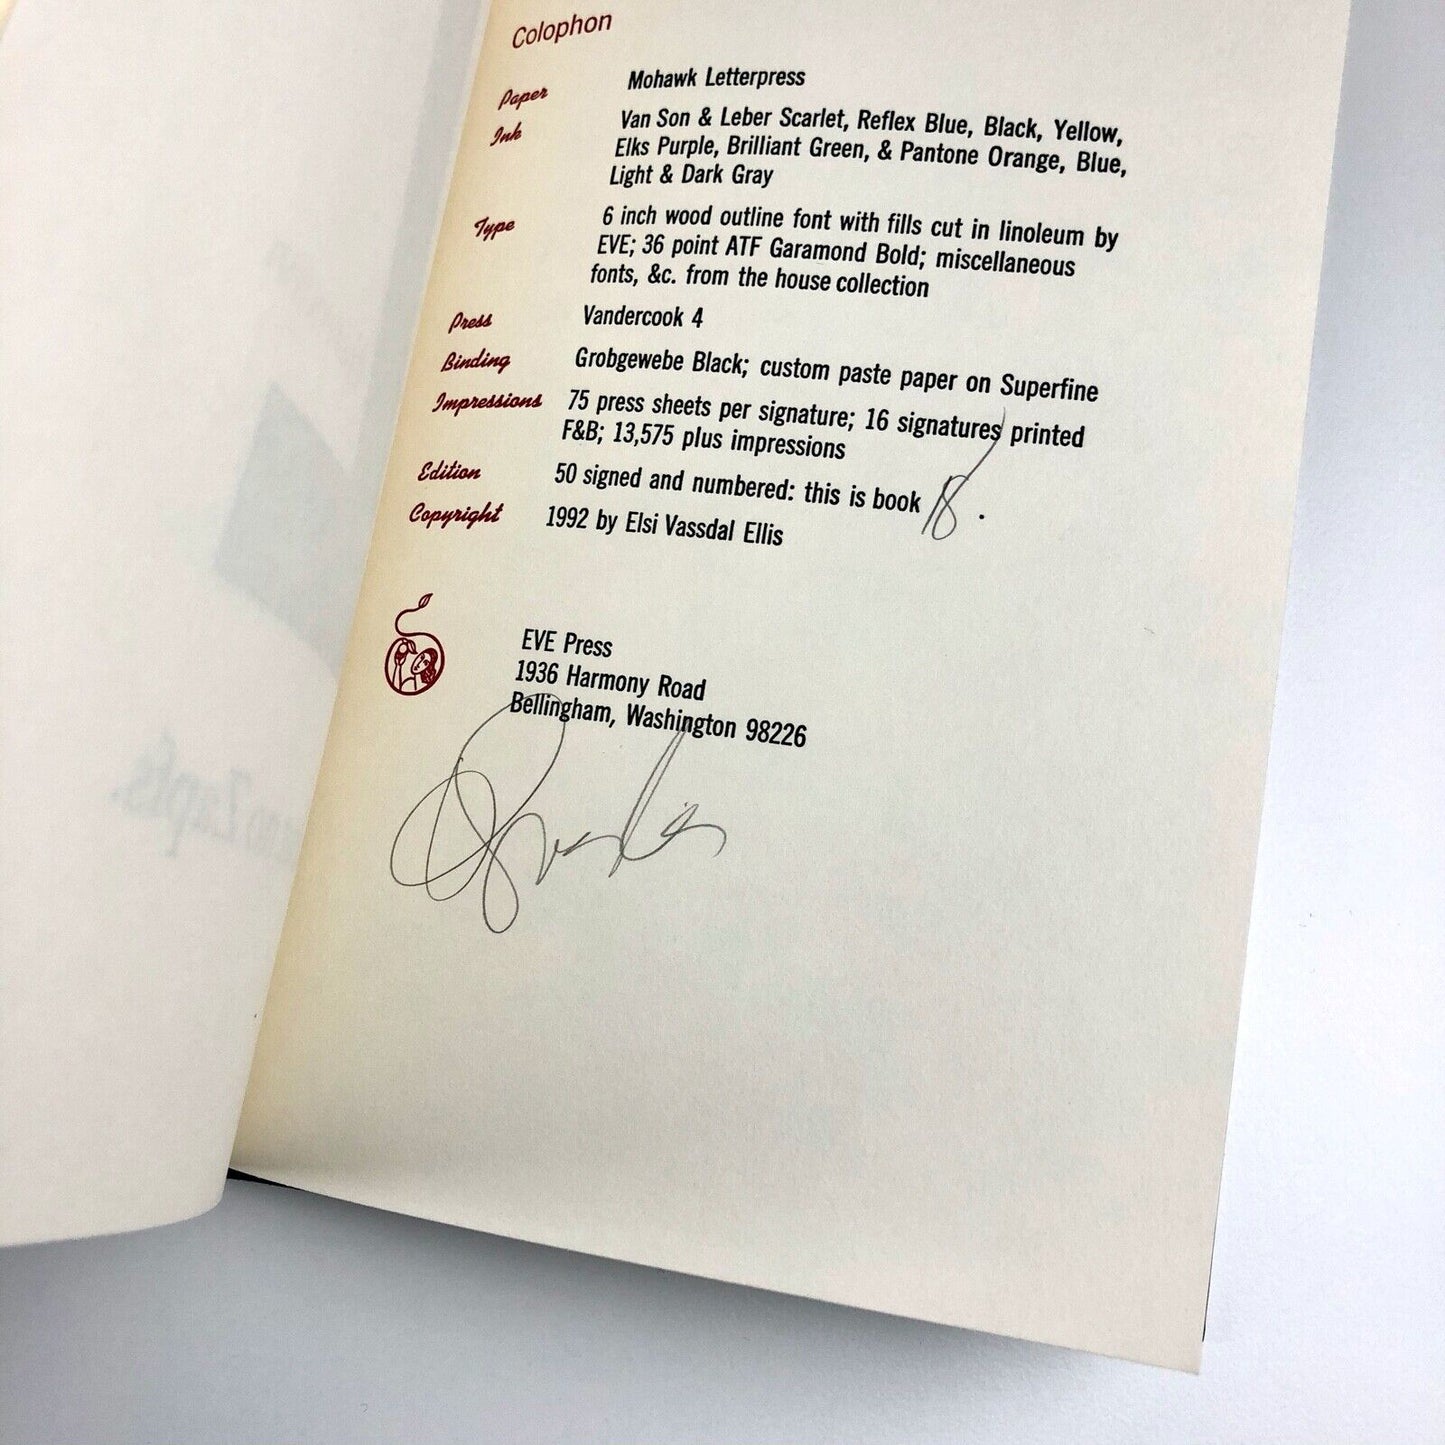 Colophon
Paper Mohawk Letterpress
Ink Van Son & Leber Scarlet, Reflex Blue, Black, Yellow,
Elks Purple, Brilliant Green, & Pantone Orange, Blue,
Light & Dark Gray
Type 6 inch wood outline font with fills cut in linoleum by
EVE; 36 point ATF Garamond Bold; miscellaneous
fonts, &c. from the house collection
Press Vandercook 4
Binding Grobgewebe Black; custom paste paper on Superfine
Impressions 75 press sheets per signature; 16 signatures printed
F&B; 13,575 plus impressions
Edition 50 signed and numbered: this is book 18.
Copyright 1992 by Elsi Vassdal Ellis
EVE Press
1936 Harmony Road
Bellingham, Washington 98226